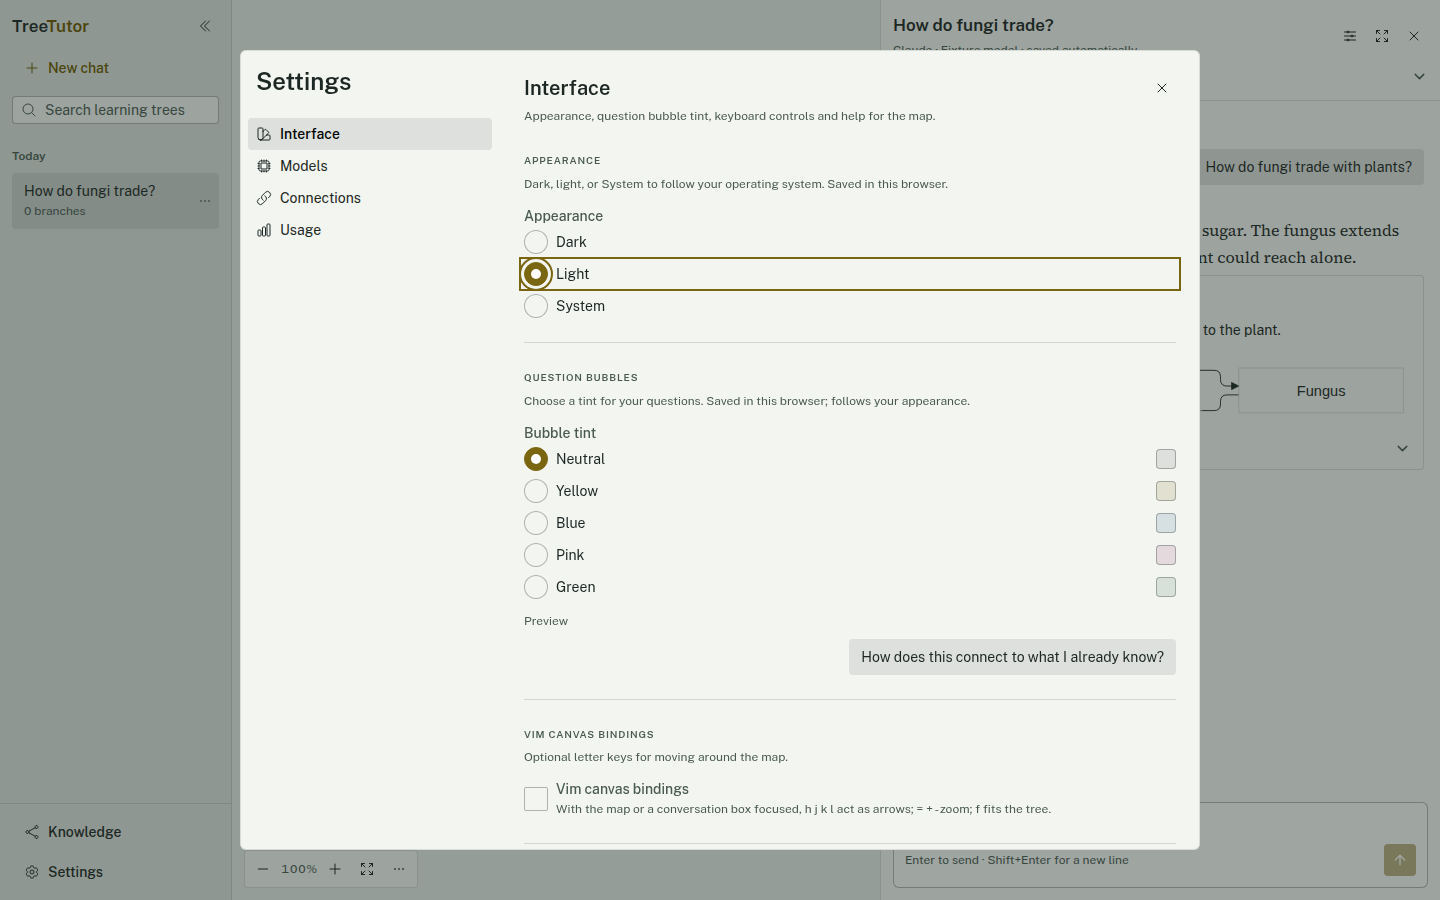 TreeTutor
New chat
Search learning trees
Today
How do fungi trade?
0 branches
Knowledge
Settings
Settings
Interface
Models
Connections
Usage
Interface
Appearance, question bubble tint, keyboard controls and help for the map.
APPEARANCE
Dark, light, or System to follow your operating system. Saved in this browser.
Appearance
Dark
Light
System
QUESTION BUBBLES
Choose a tint for your questions. Saved in this browser; follows your appearance.
Bubble tint
Neutral
Yellow
Blue
Pink
Green
Preview
How does this connect to what I already know?
VIM CANVAS BINDINGS
Optional letter keys for moving around the map.
Vim canvas bindings
With the map or a conversation box focused, h j k l act as arrows; = + - zoom; f fits the tree.
100%
How do fungi trade?
Claude · Fixture model · saved automatically
How do fungi trade with plants?
sugar. The fungus extends
could reach alone.
to the plant.
Fungus
Enter to send · Shift+Enter for a new line